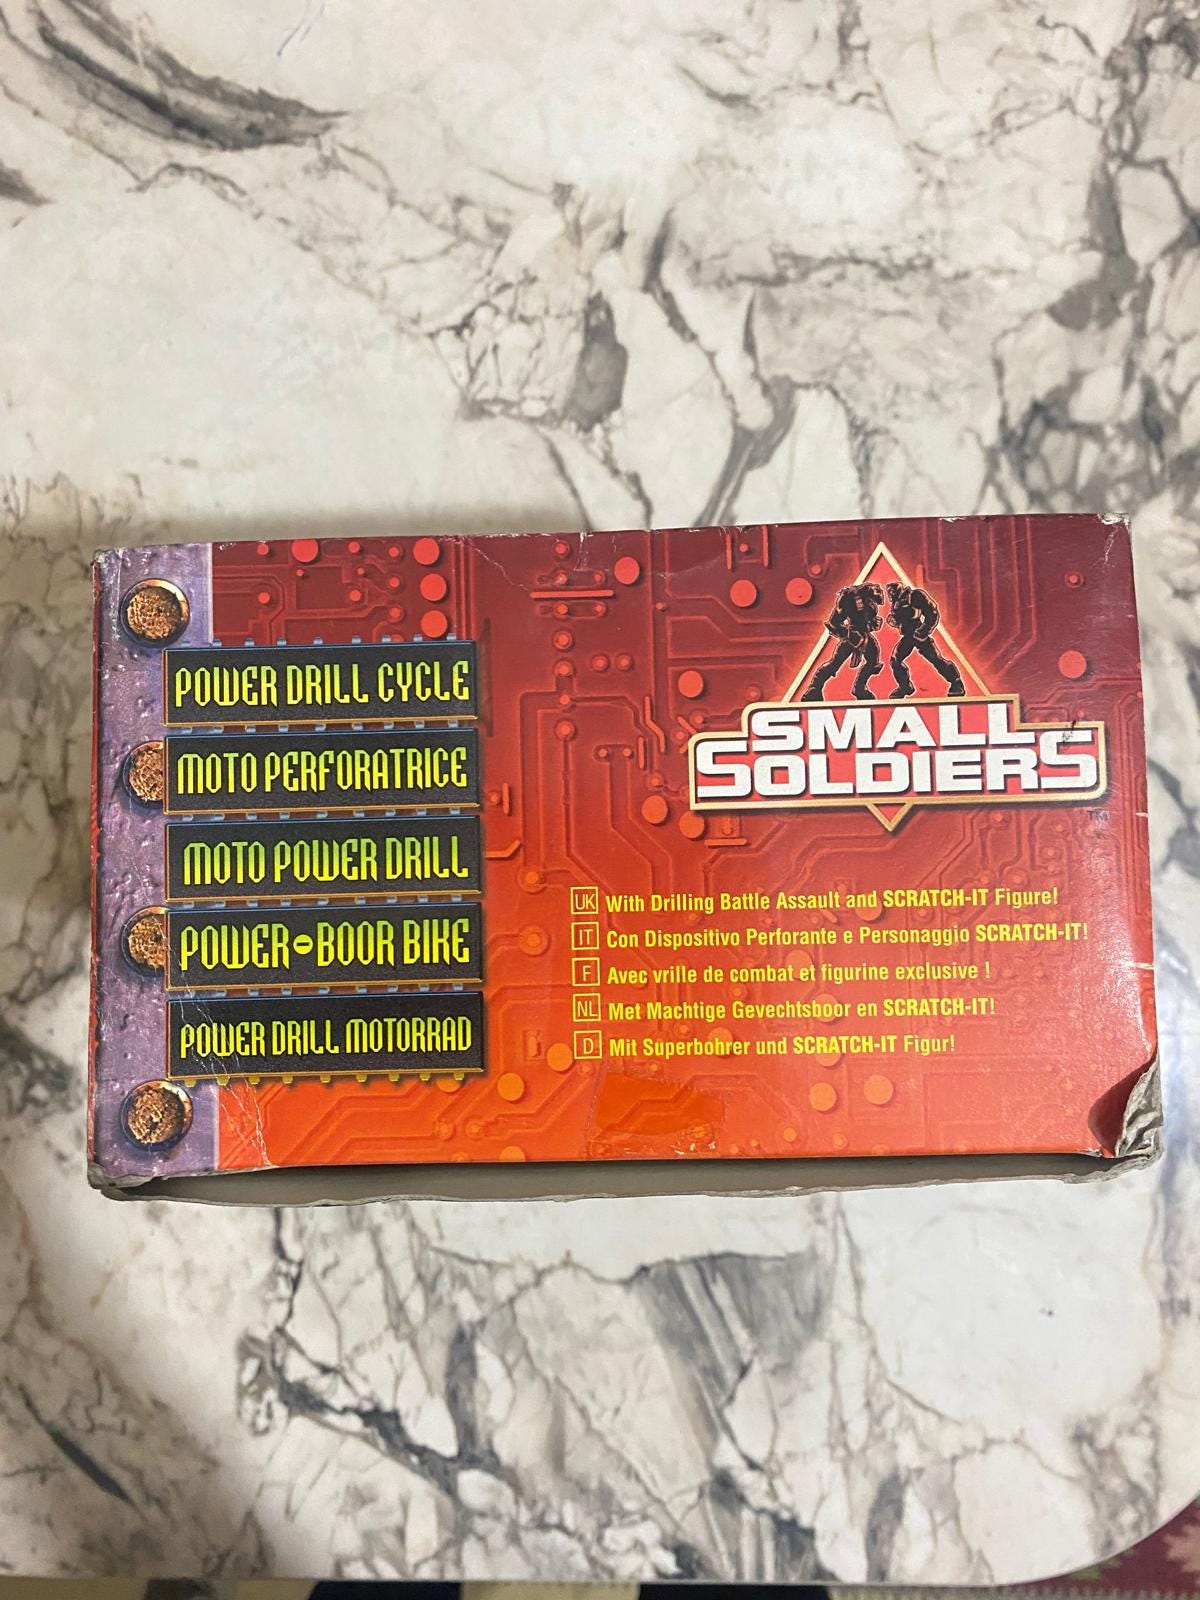 POWER DRILL CYCLE
MOTO PERFORATRICE
MOTO POWER DRILL
POWER-BOOR BIKE
POWER DRILL MOTORRAD
SMALL
SOLDIERS
TM
UK With Drilling Battle Assault and SCRATCH-IT Figure!
IT Con Dispositivo Perforante e Personaggio SCRATCH-IT!
F Avec vrille de combat et figurine exclusive !
NL Met Machtige Gevechtsboor en SCRATCH-IT!
D Mit Superbohrer und SCRATCH-IT Figur!